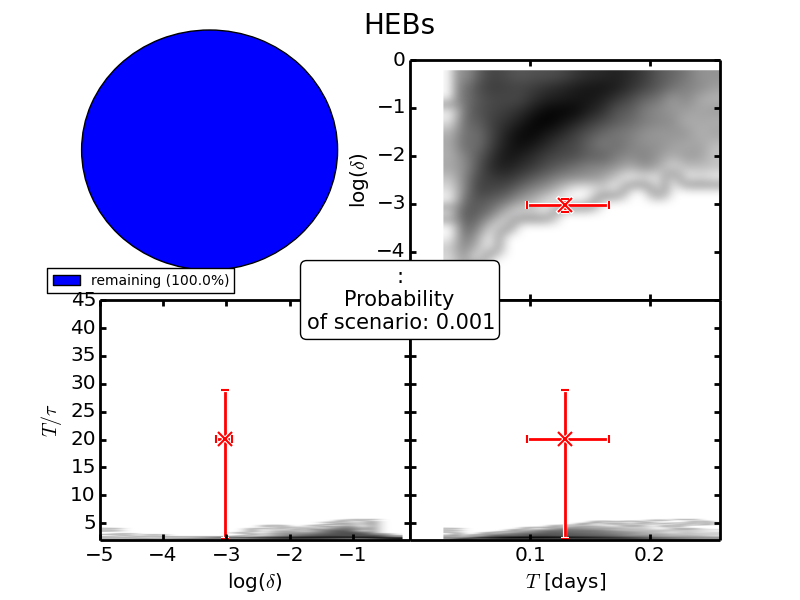 HEBs
remaining (100.0%)
log(δ)
0
−1
−2
−3
−4
:
Probability
of scenario: 0.001
T/τ
45
40
35
30
25
20
15
10
5
−5 −4 −3 −2 −1
log(δ)
0.1 0.2
T [days]